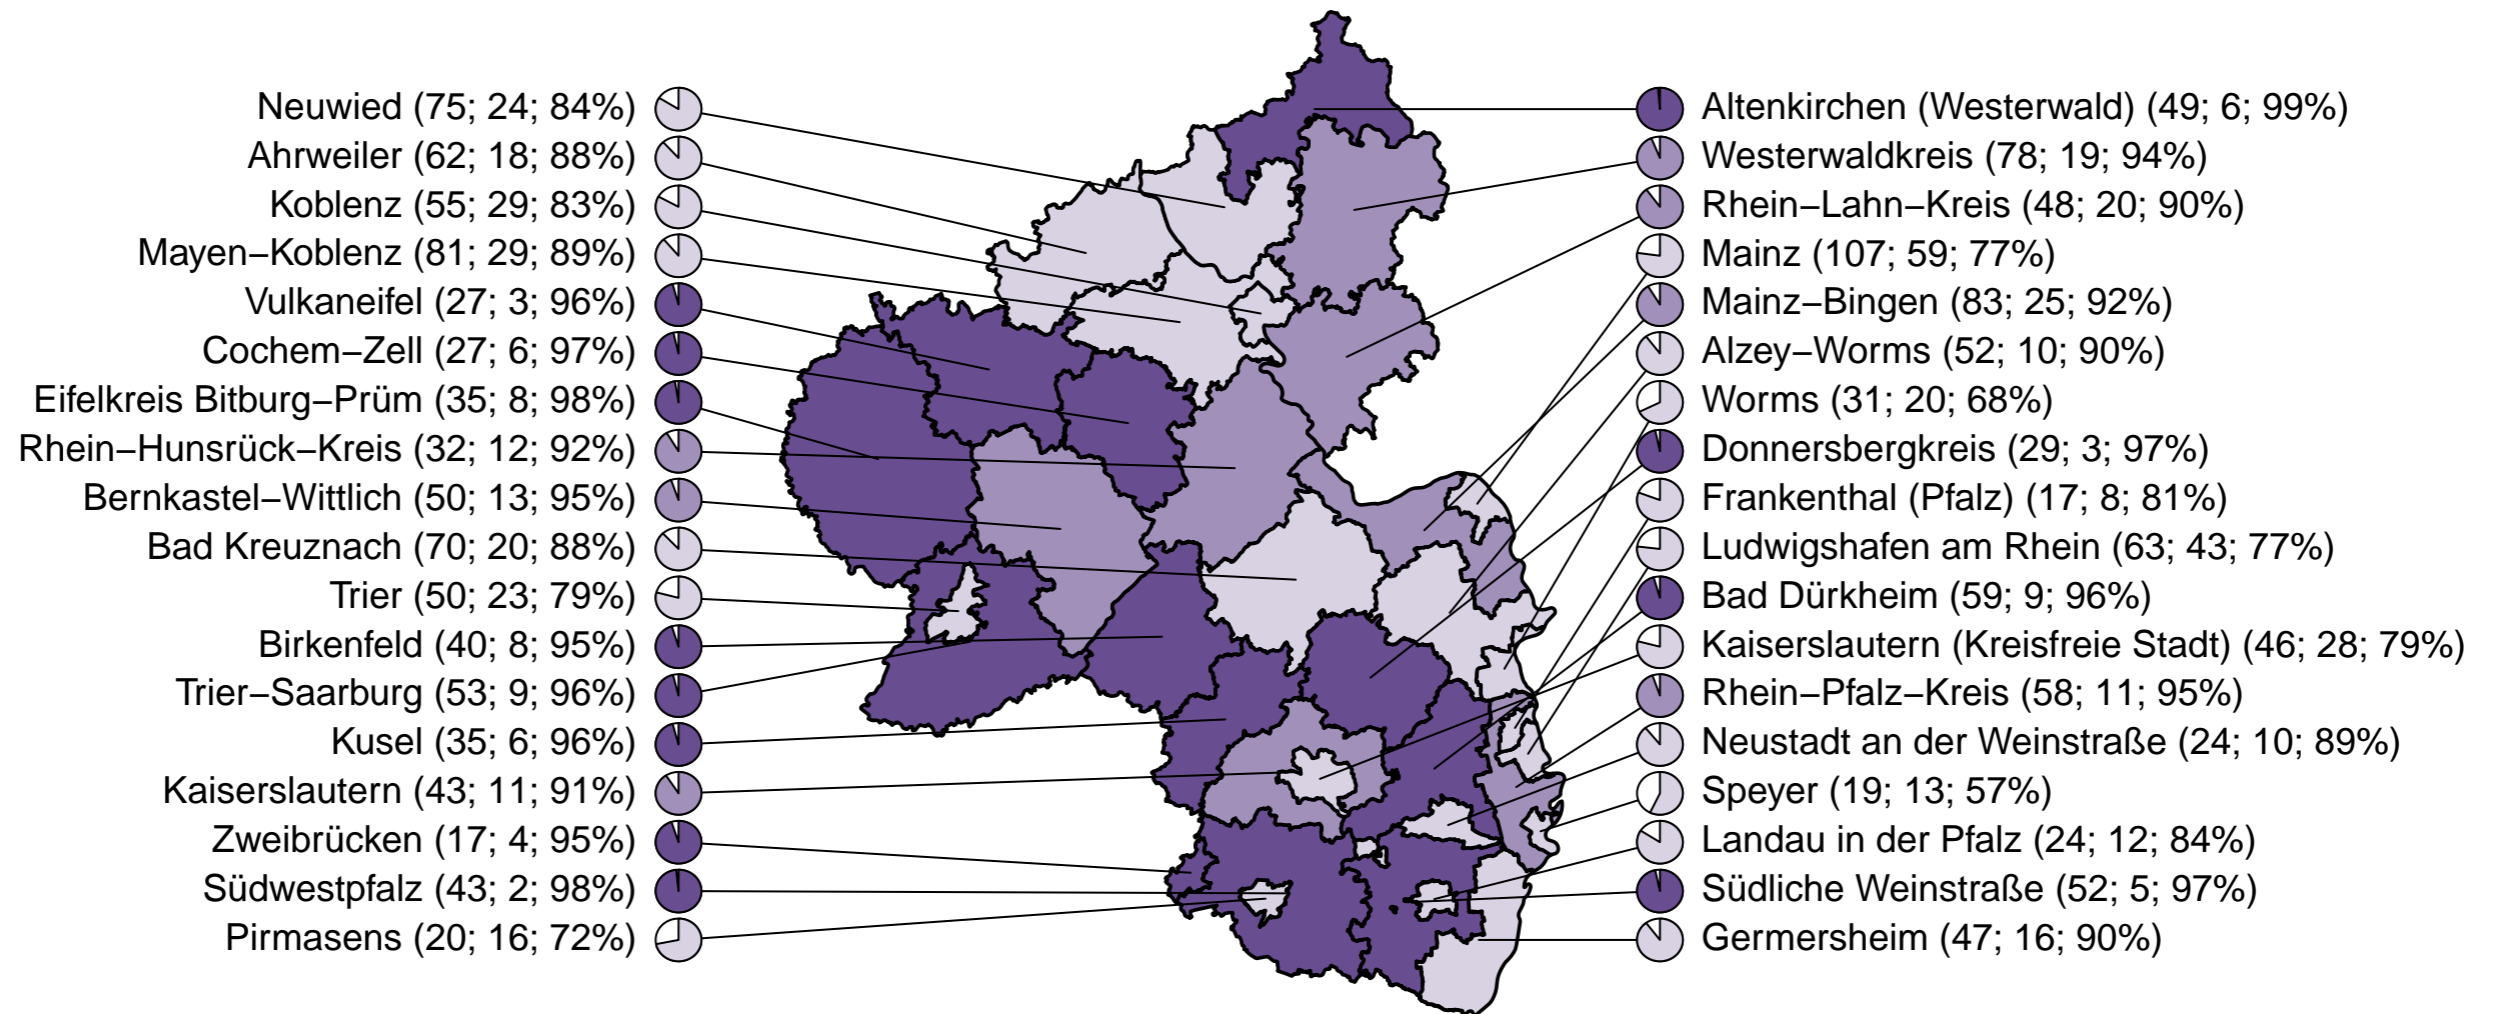 Neuwied (75; 24; 84%)
Ahrweiler (62; 18; 88%)
Koblenz (55; 29; 83%)
Mayen−Koblenz (81; 29; 89%)
Vulkaneifel (27; 3; 96%)
Cochem−Zell (27; 6; 97%)
Eifelkreis Bitburg−Prüm (35; 8; 98%)
Rhein−Hunsrück−Kreis (32; 12; 92%)
Bernkastel−Wittlich (50; 13; 95%)
Bad Kreuznach (70; 20; 88%)
Trier (50; 23; 79%)
Birkenfeld (40; 8; 95%)
Trier−Saarburg (53; 9; 96%)
Kusel (35; 6; 96%)
Kaiserslautern (43; 11; 91%)
Zweibrücken (17; 4; 95%)
Südwestpfalz (43; 2; 98%)
Pirmasens (20; 16; 72%)
Altenkirchen (Westerwald) (49; 6; 99%)
Westerwaldkreis (78; 19; 94%)
Rhein−Lahn−Kreis (48; 20; 90%)
Mainz (107; 59; 77%)
Mainz−Bingen (83; 25; 92%)
Alzey−Worms (52; 10; 90%)
Worms (31; 20; 68%)
Donnersbergkreis (29; 3; 97%)
Frankenthal (Pfalz) (17; 8; 81%)
Ludwigshafen am Rhein (63; 43; 77%)
Bad Dürkheim (59; 9; 96%)
Kaiserslautern (Kreisfreie Stadt) (46; 28; 79%)
Rhein−Pfalz−Kreis (58; 11; 95%)
Neustadt an der Weinstraße (24; 10; 89%)
Speyer (19; 13; 57%)
Landau in der Pfalz (24; 12; 84%)
Südliche Weinstraße (52; 5; 97%)
Germersheim (47; 16; 90%)